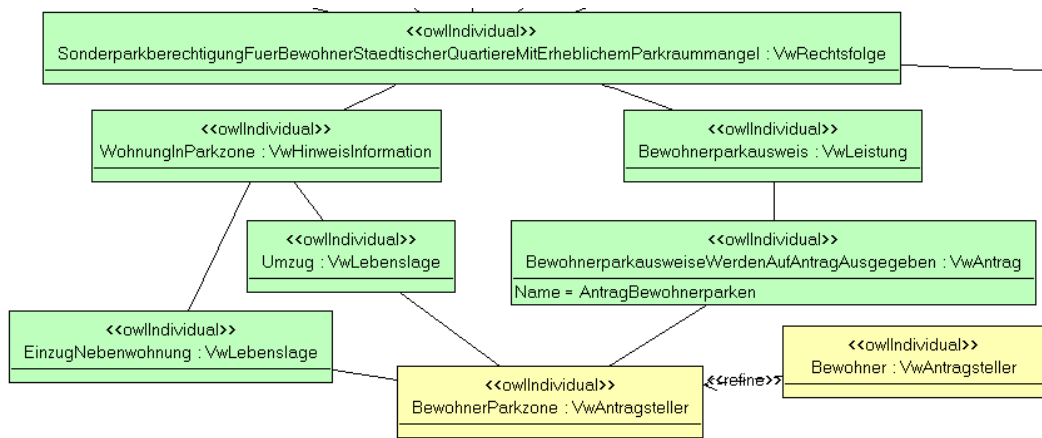 <<owlIndividual>>
SonderparkberechtigungFuerBewohnerStaedtischerQuartiereMitErheblichemParkraummangel : VwRechtsfolge
<<owlIndividual>>
WohnungInParkzone : VwHinweisInformation
<<owlIndividual>>
Bewohnerparkausweis : VwLeistung
<<owlIndividual>>
Umzug : VwLebenslage
<<owlIndividual>>
BewohnerparkausweiseWerdenAufAntragAusgegeben : VwAntrag
Name = AntragBewohnerparken
<<owlIndividual>>
EinzugNebenwohnung : VwLebenslage
<<owlIndividual>>
BewohnerParkzone : VwAntragsteller
<<refine>>
<<owlIndividual>>
Bewohner : VwAntragsteller